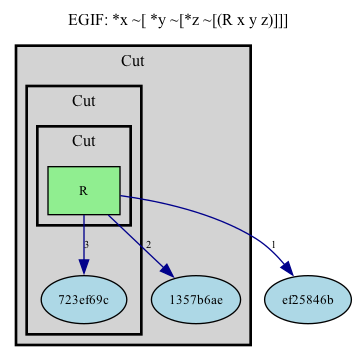 EGIF: *x ~[ *y ~[*z ~[(R x y z)]]]
Cut
Cut
Cut
R
3
2
1
723ef69c
1357b6ae
ef25846b